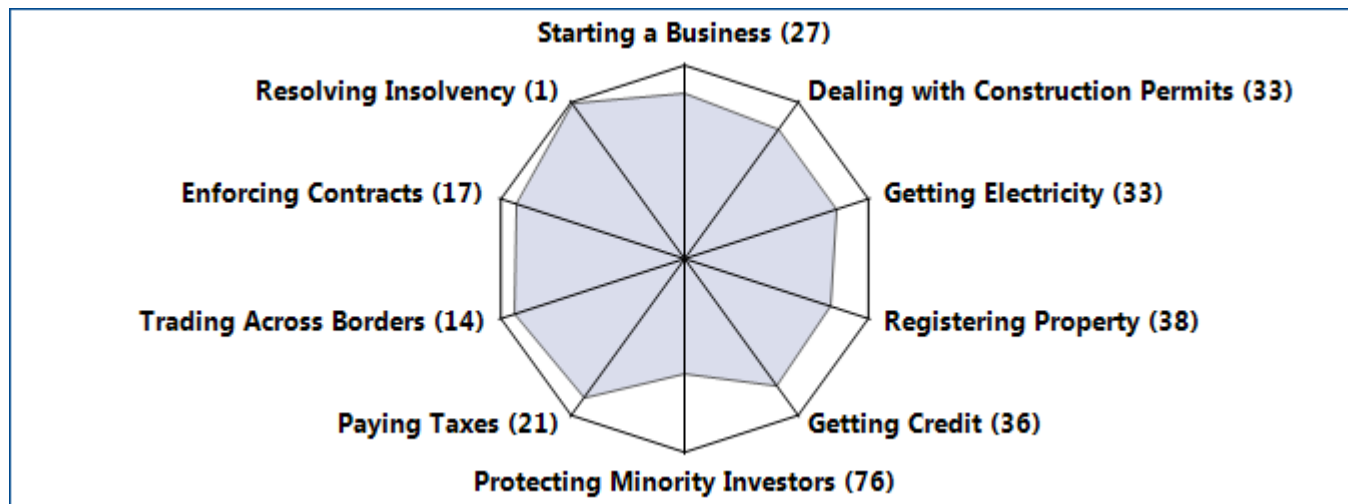 Starting a Business (27)
Resolving Insolvency (1)
Dealing with Construction Permits (33)
Enforcing Contracts (17)
Getting Electricity (33)
Trading Across Borders (14)
Registering Property (38)
Paying Taxes (21)
Getting Credit (36)
Protecting Minority Investors (76)